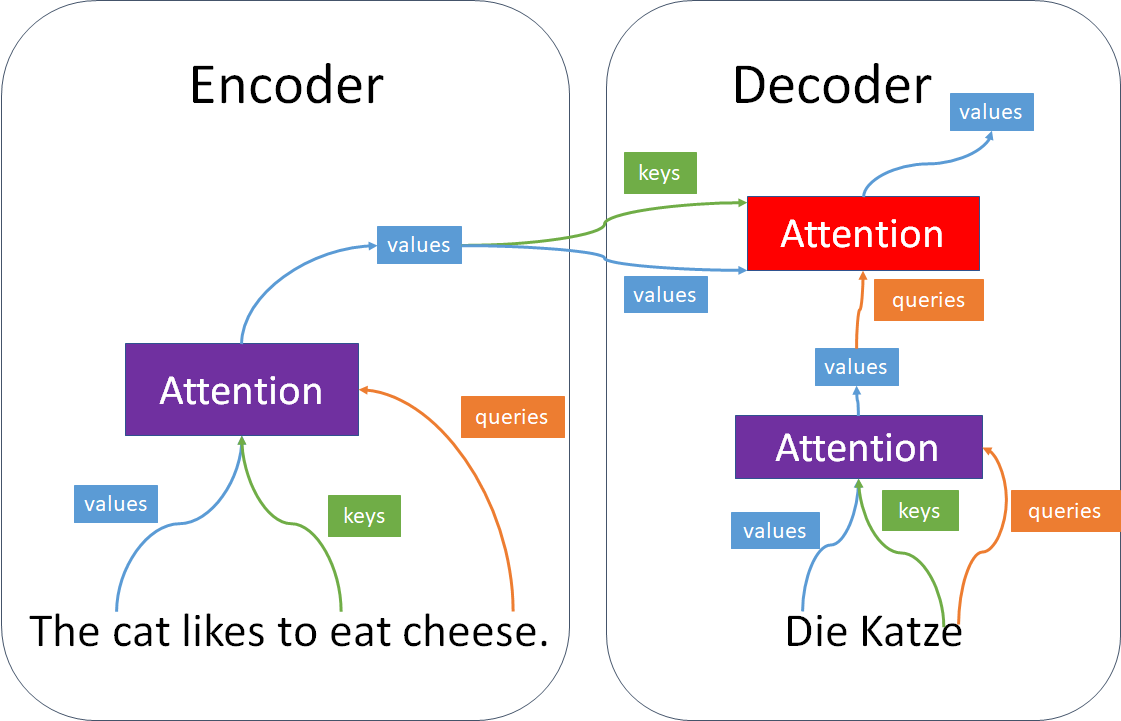 Encoder
values
Attention
queries
values
keys
The cat likes to eat cheese.
Decoder
values
keys
Attention
values
queries
values
Attention
values
keys
queries
Die Katze